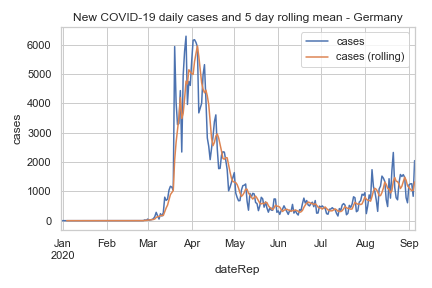 New COVID-19 daily cases and 5 day rolling mean - Germany
cases
cases (rolling)
6000
5000
4000
3000
2000
1000
0
cases
Jan Feb Mar Apr May Jun Jul Aug Sep
2020
dateRep